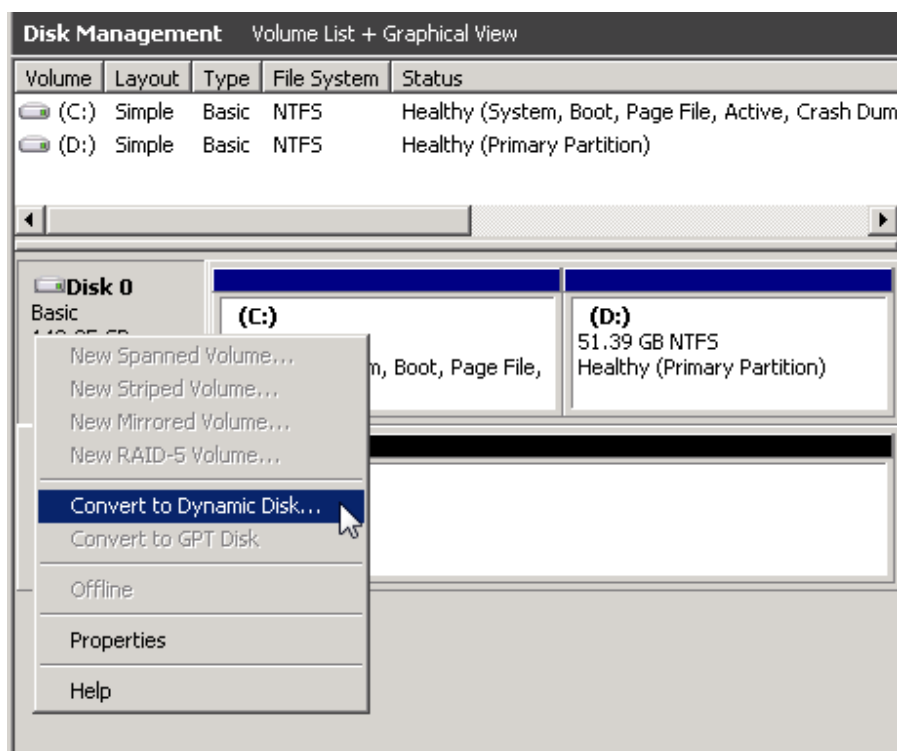 Disk Management Volume List + Graphical View
Volume Layout Type File System Status
(C:) Simple Basic NTFS Healthy (System, Boot, Page File, Active, Crash Dum
(D:) Simple Basic NTFS Healthy (Primary Partition)
Disk 0
Basic
(C:)
m, Boot, Page File,
(D:)
51.39 GB NTFS
Healthy (Primary Partition)
New Spanned Volume...
New Striped Volume...
New Mirrored Volume...
New RAID-5 Volume...
Convert to Dynamic Disk...
Convert to GPT Disk
Offline
Properties
Help